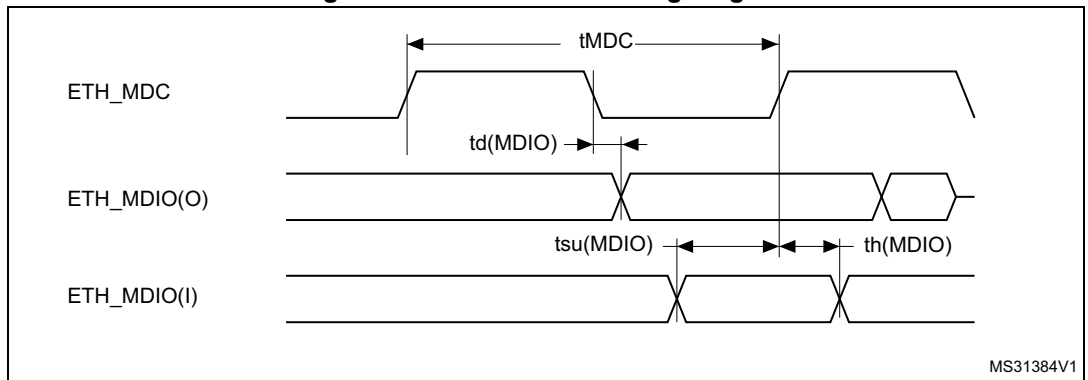 tMDC
ETH_MDC
td(MDIO)
ETH_MDIO(O)
tsu(MDIO)
th(MDIO)
ETH_MDIO(I)
MS31384V1